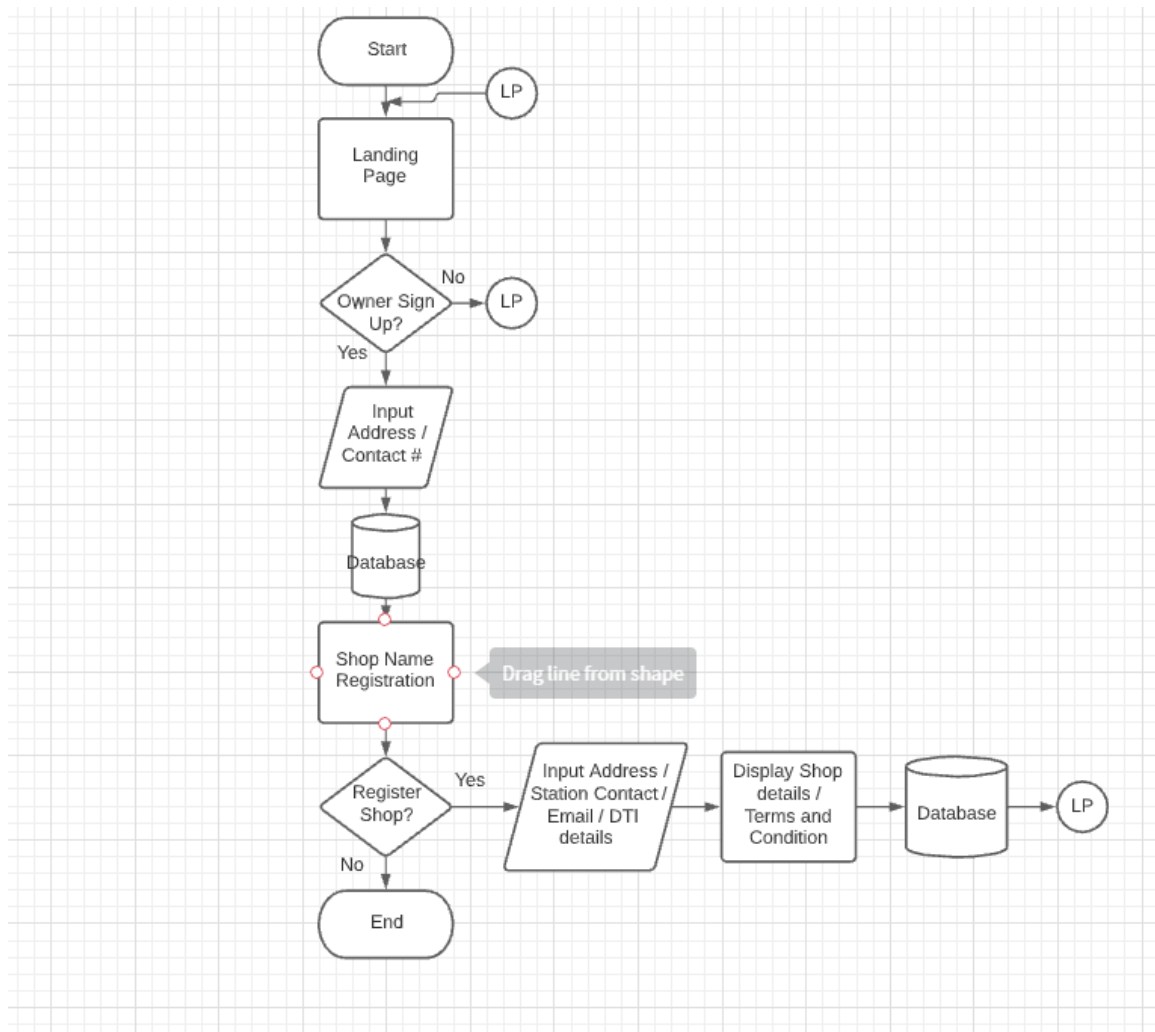 Start
LP
Landing
Page
No
Owner Sign
Up?
LP
Yes
Input
Address /
Contact #
Database
Shop Name
Registration
Drag line from shape
Register
Shop?
Yes
Input Address /
Station Contact /
Email / DTI
details
Display Shop
details /
Terms and
Condition
Database
LP
No
End